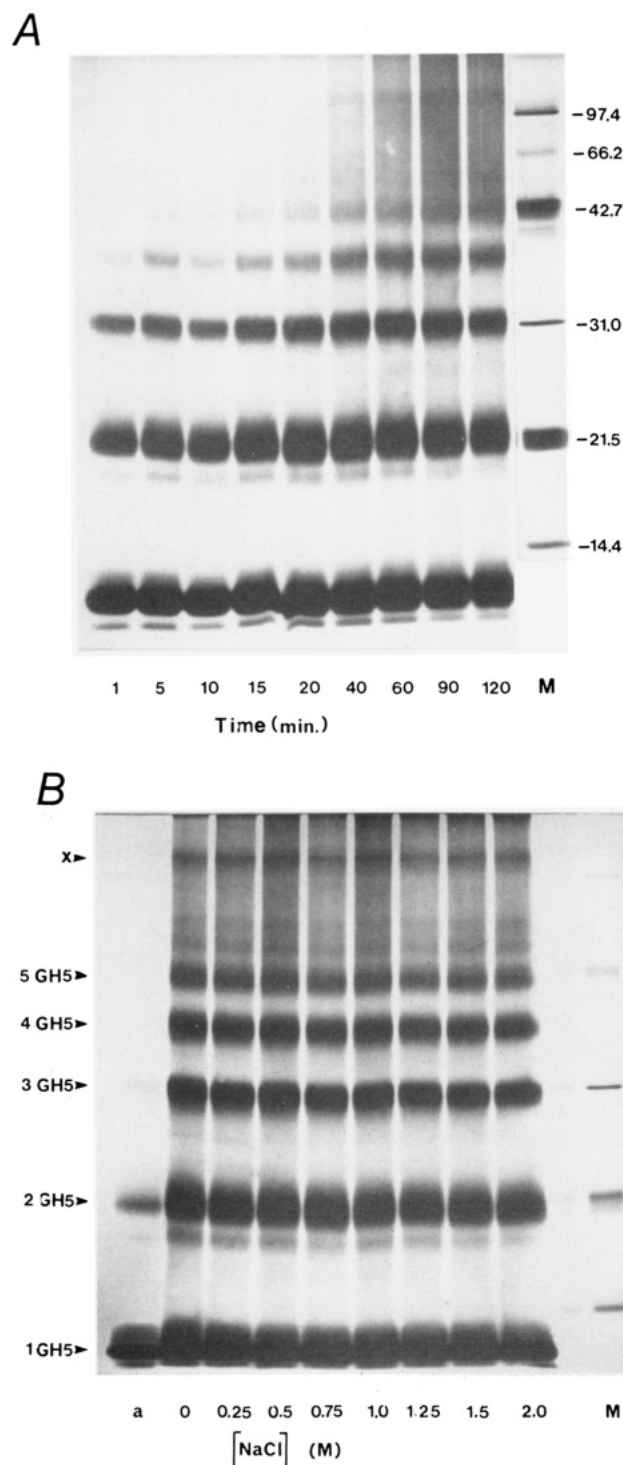 A
-97.4
-66.2
-42.7
-31.0
-21.5
-14.4
1 5 10 15 20 40 60 90 120 M
Time (min.)
B
X
5 GH5
4 GH5
3 GH5
2 GH5
1 GH5
a 0 0.25 0.5 0.75 1.0 1.25 1.5 2.0 M
[NaCl] (M)